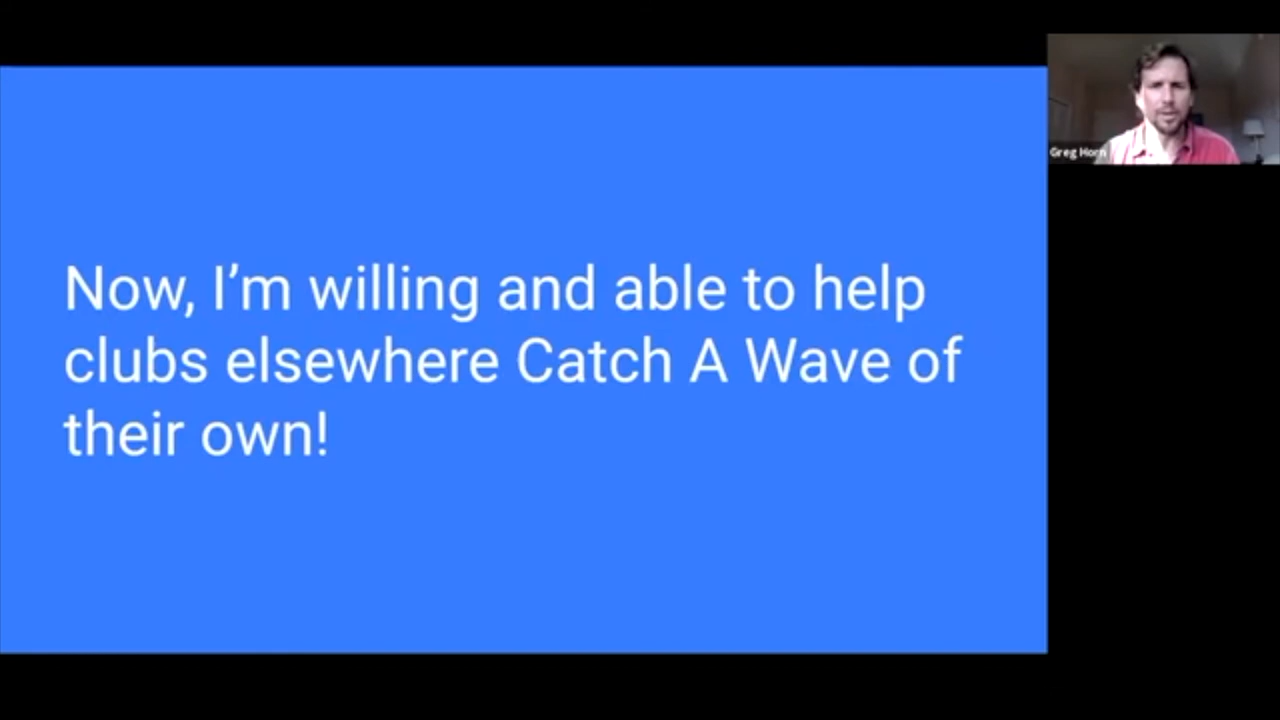 Now, I’m willing and able to help
clubs elsewhere Catch A Wave of
their own!
Greg Horn